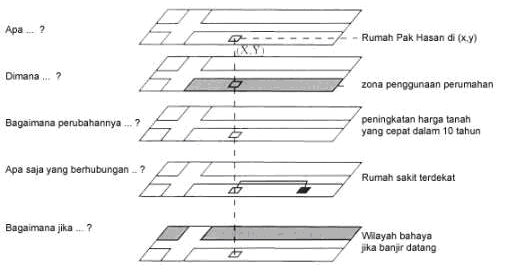 Apa ... ?
Rumah Pak Hasan di (x,y)
(X,Y)
Dimana ... ?
zona penggunaan perumahan
Bagaimana perubahannya ... ?
peningkatan harga tanah
yang cepat dalam 10 tahun
Apa saja yang berhubungan .. ?
Rumah sakit terdekat
Bagaimana jika ... ?
Wilayah bahaya
jika banjir datang